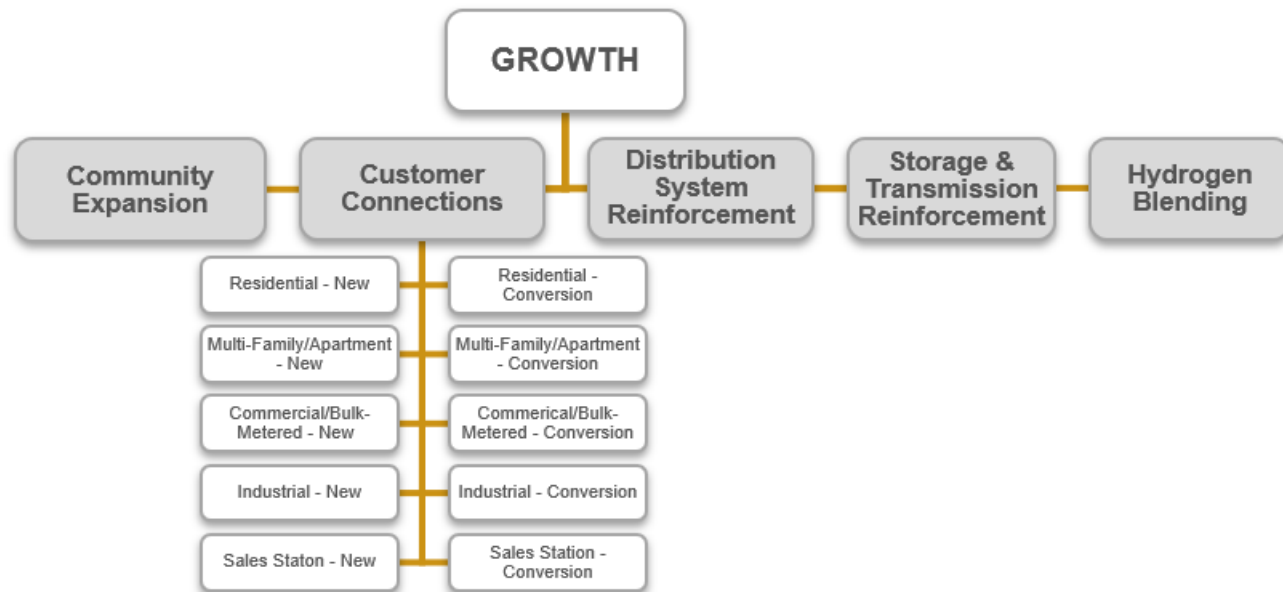 GROWTH
Community
Expansion
Customer
Connections
Distribution
System
Reinforcement
Storage &
Transmission
Reinforcement
Hydrogen
Blending
Residential - New
Residential -
Conversion
Multi-Family/Apartment
- New
Multi-Family/Apartment
- Conversion
Commercial/Bulk-
Metered - New
Commerical/Bulk-
Metered - Conversion
Industrial - New
Industrial - Conversion
Sales Staton - New
Sales Station -
Conversion